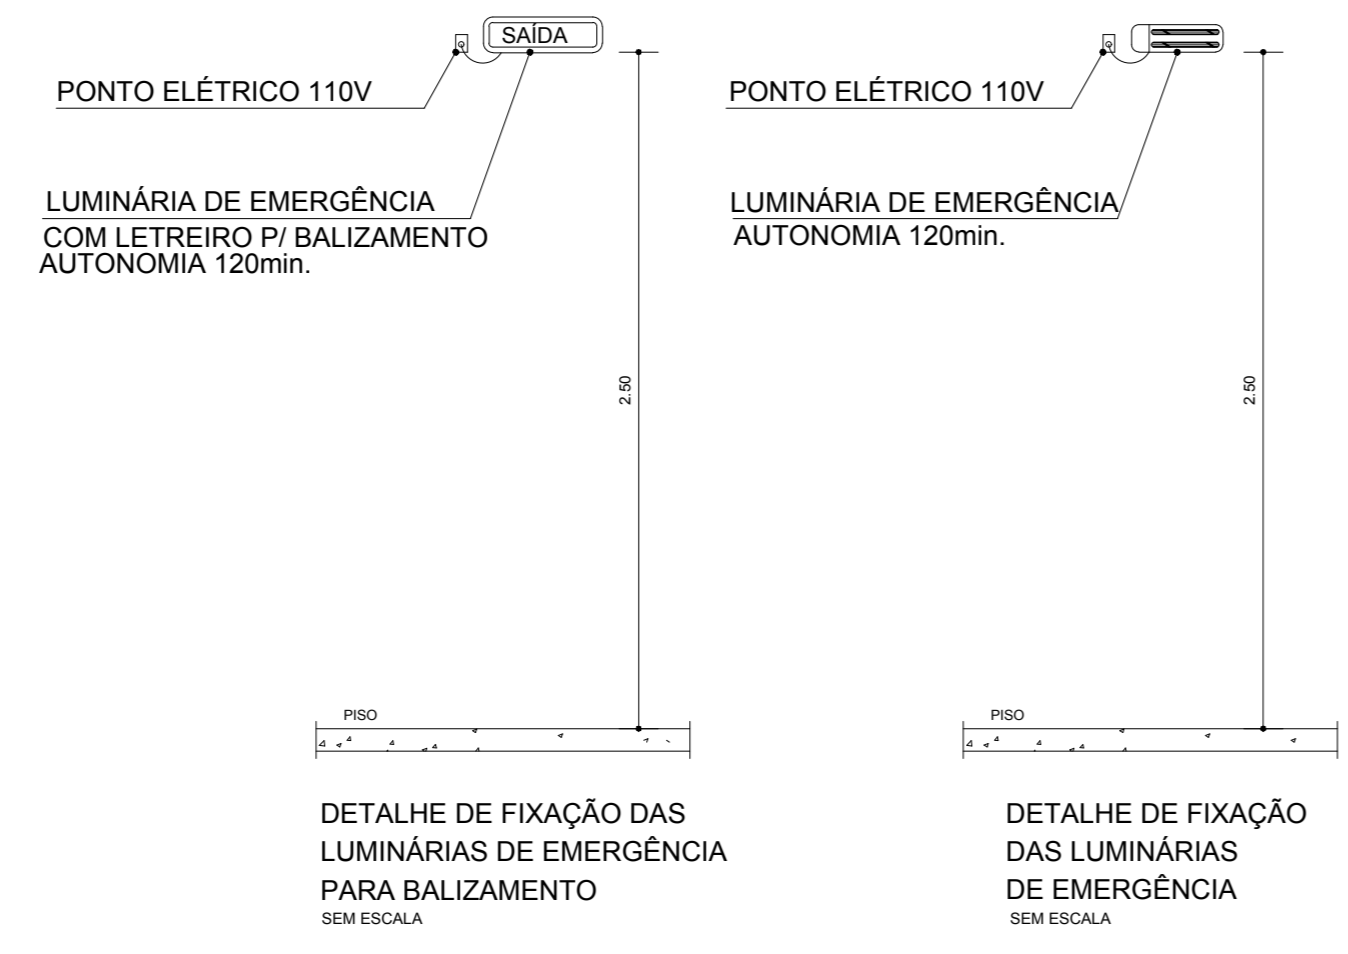 SAÍDA
PONTO ELÉTRICO 110V
LUMINÁRIA DE EMERGÊNCIA
COM LETREIRO P/ BALIZAMENTO
AUTONOMIA 120min.
2.50
PISO
DETALHE DE FIXAÇÃO DAS
LUMINÁRIAS DE EMERGÊNCIA
PARA BALIZAMENTO
SEM ESCALA
PONTO ELÉTRICO 110V
LUMINÁRIA DE EMERGÊNCIA
AUTONOMIA 120min.
2.50
PISO
DETALHE DE FIXAÇÃO
DAS LUMINÁRIAS
DE EMERGÊNCIA
SEM ESCALA